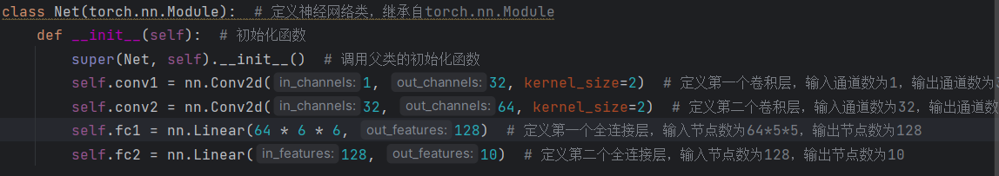 class Net(torch.nn.Module):  # 定义神经网络类，继承自torch.nn.Module
def __init__(self):  # 初始化函数
super(Net, self).__init__()  # 调用父类的初始化函数
self.conv1 = nn.Conv2d( in_channels: 1,  out_channels: 32, kernel_size=2)  # 定义第一个卷积层，输入通道数为1，输出通道数为3
self.conv2 = nn.Conv2d( in_channels: 32,  out_channels: 64, kernel_size=2)  # 定义第二个卷积层，输入通道数为32，输出通道数
self.fc1 = nn.Linear(64 * 6 * 6,  out_features: 128)  # 定义第一个全连接层，输入节点数为64*5*5，输出节点数为128
self.fc2 = nn.Linear( in_features: 128,  out_features: 10)  # 定义第二个全连接层，输入节点数为128，输出节点数为10